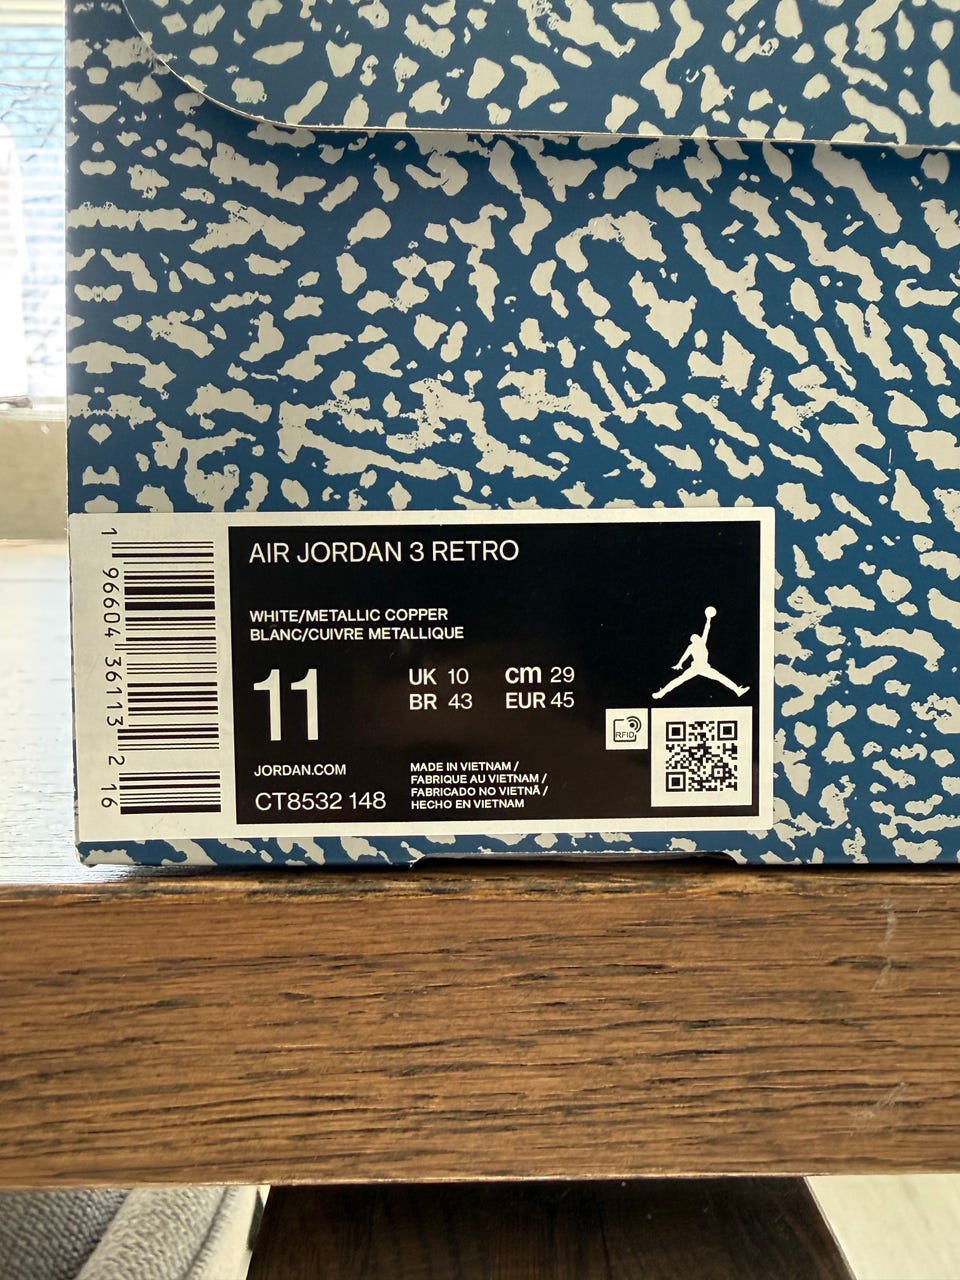 AIR JORDAN 3 RETRO
WHITE/METALLIC COPPER
BLANC/CUIVRE METALLIQUE
11
UK 10 cm 29
BR 43 EUR 45
RFID
JORDAN.COM
CT8532 148
MADE IN VIETNAM /
FABRIQUE AU VIETNAM /
FABRICADO NO VIETNÃ /
HECHO EN VIETNAM
1 96604 36113 2 16